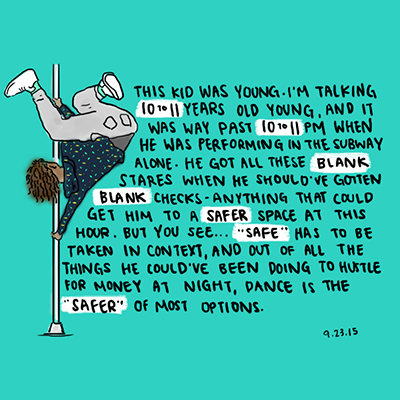 THIS KID WAS YOUNG. I'M TALKING
10 TO 11 YEARS OLD YOUNG, AND IT
WAS WAY PAST 10 TO 11 PM WHEN
HE WAS PERFORMING IN THE SUBWAY
ALONE. HE GOT ALL THESE BLANK
STARES WHEN HE SHOULD'VE GOTTEN
BLANK CHECKS - ANYTHING THAT COULD
GET HIM TO A SAFER SPACE AT THIS
HOUR. BUT YOU SEE... "SAFE" HAS TO BE
TAKEN IN CONTEXT, AND OUT OF ALL THE
THINGS HE COULD'VE BEEN DOING TO HUSTLE
FOR MONEY AT NIGHT, DANCE IS THE
"SAFER" OF MOST OPTIONS.
9.23.15